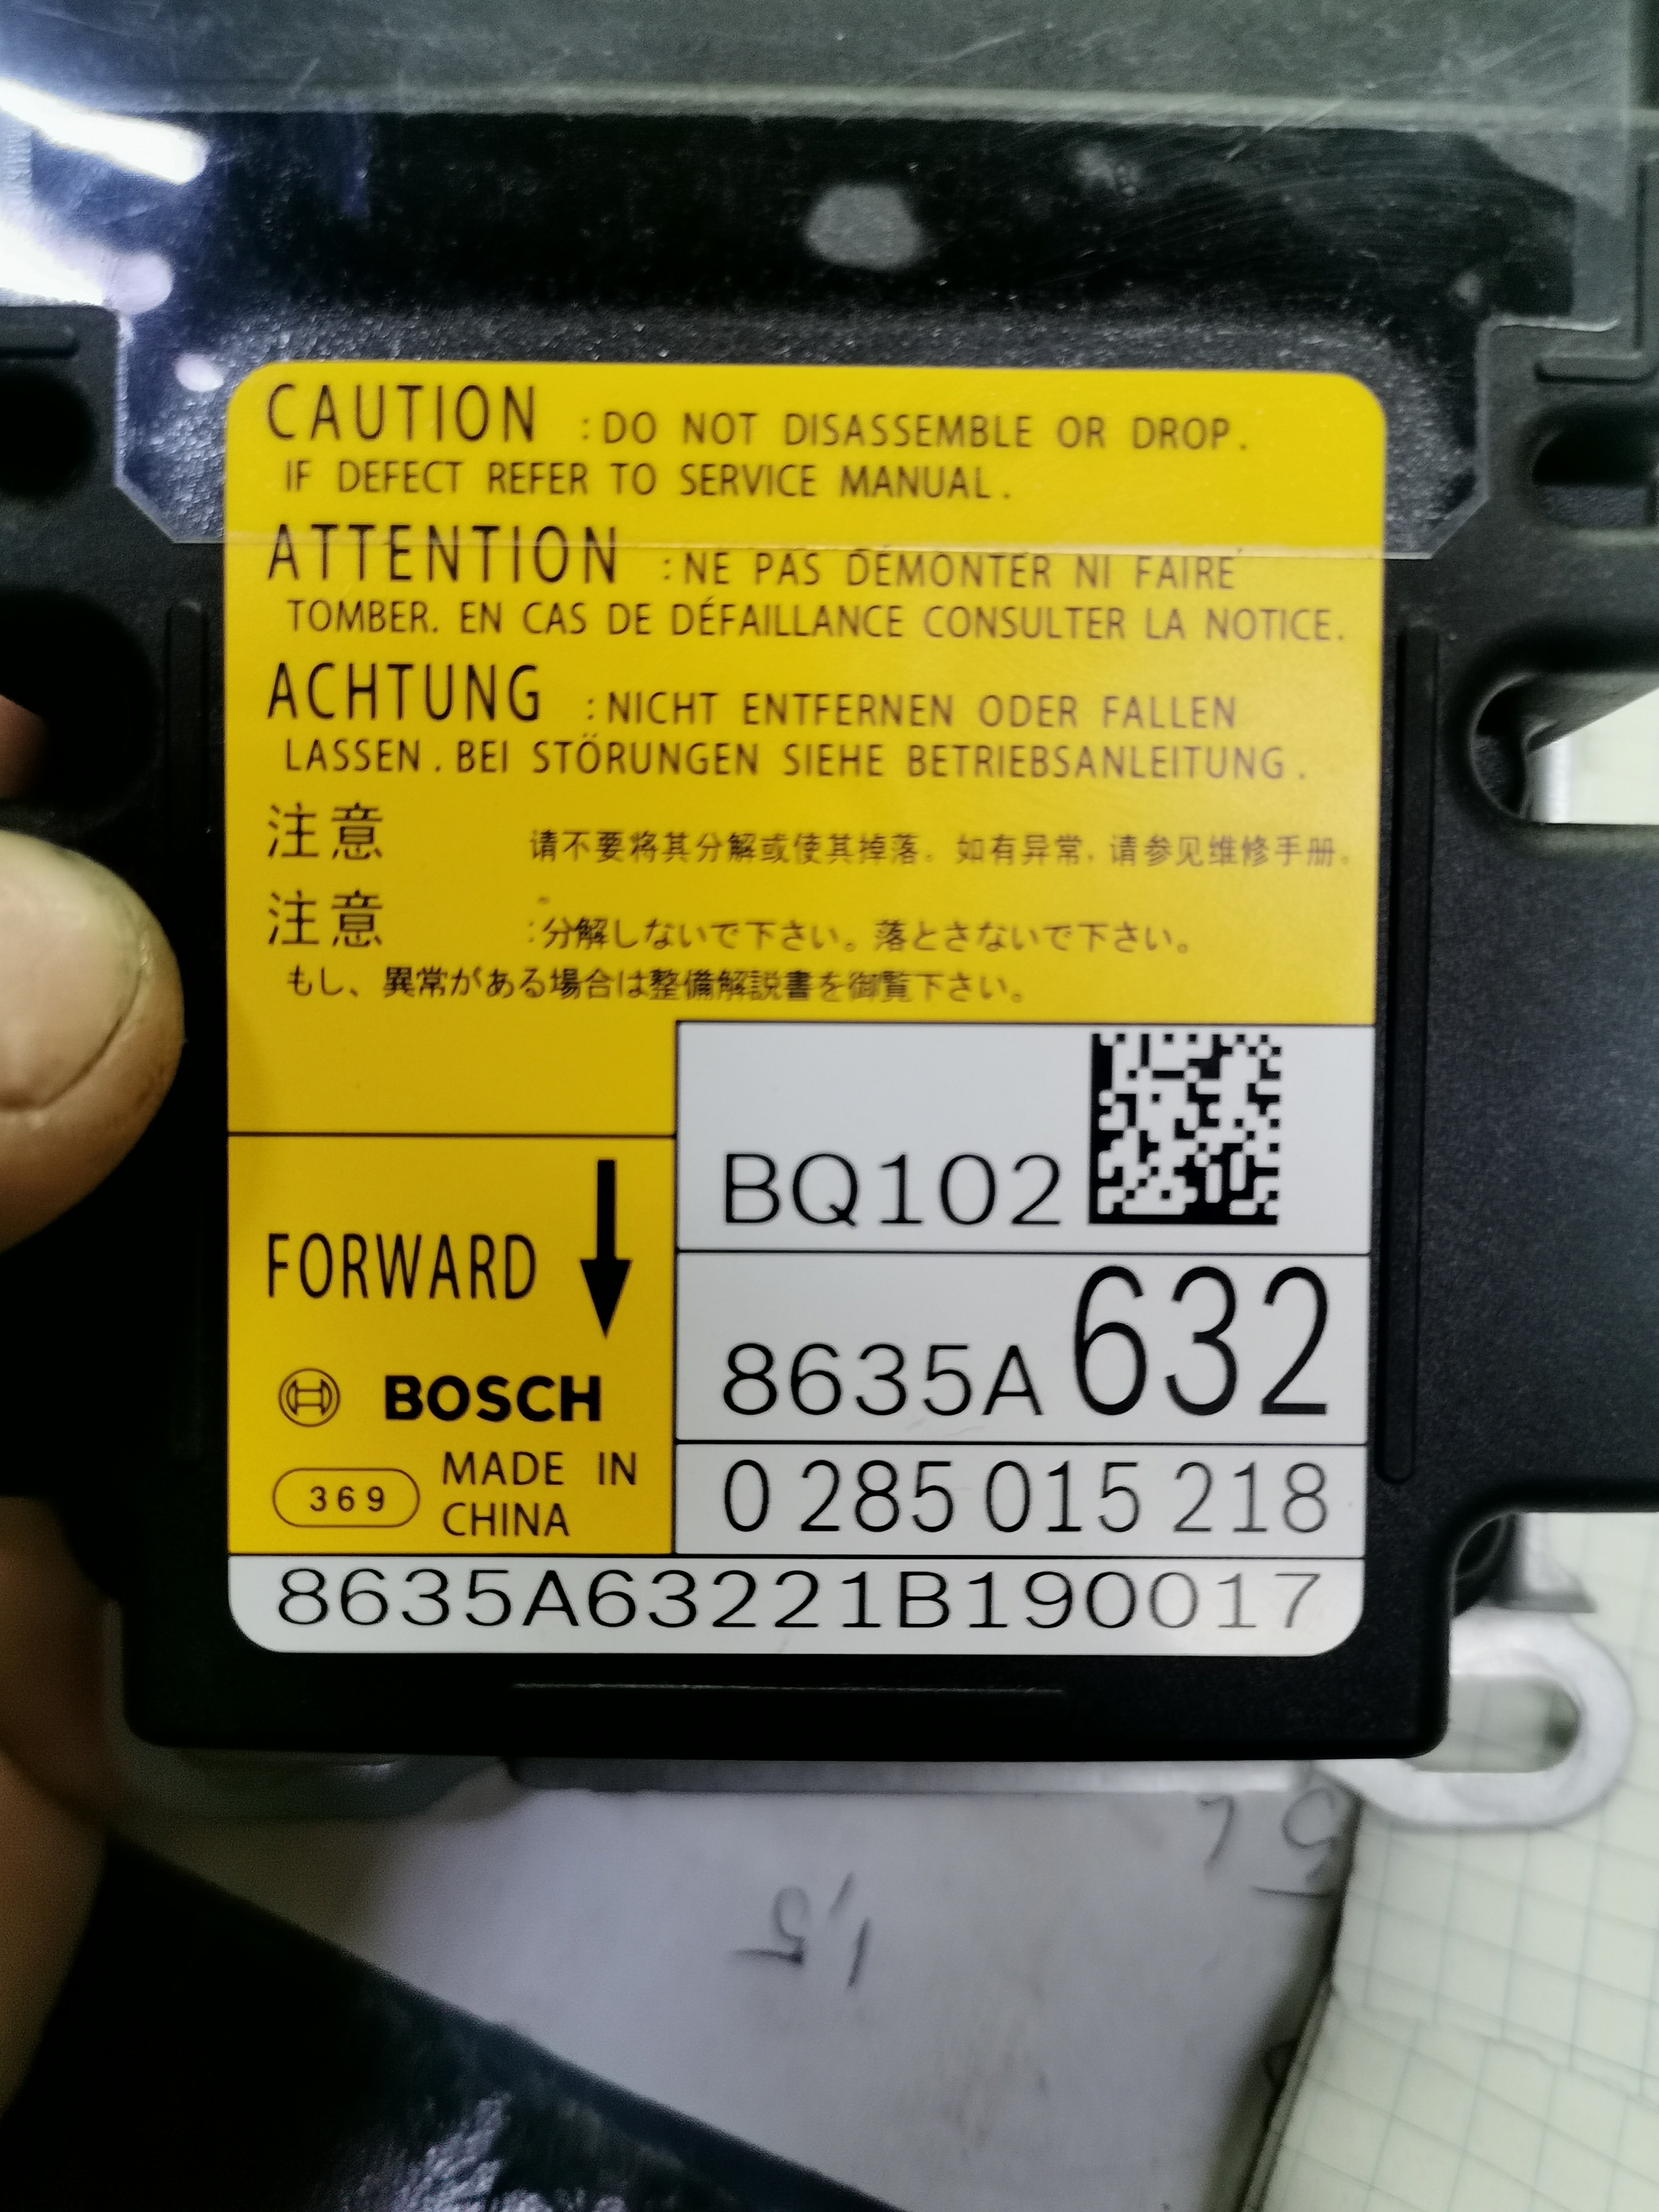 CAUTION :DO NOT DISASSEMBLE OR DROP.
IF DEFECT REFER TO SERVICE MANUAL.
ATTENTION :NE PAS DÉMONTER NI FAIRE
TOMBER. EN CAS DE DÉFAILLANCE CONSULTER LA NOTICE.
ACHTUNG :NICHT ENTFERNEN ODER FALLEN
LASSEN. BEI STÖRUNGEN SIEHE BETRIEBSANLEITUNG.
注意 请不要将其分解或使其掉落。如有异常,请参见维修手册。
注意 :分解しないで下さい。落とさないで下さい。
もし、異常がある場合は整備解説書を御覧下さい。
BQ102
FORWARD
8635A632
BOSCH
369 MADE IN
CHINA
0 285 015 218
8635A63221B190017
1,5